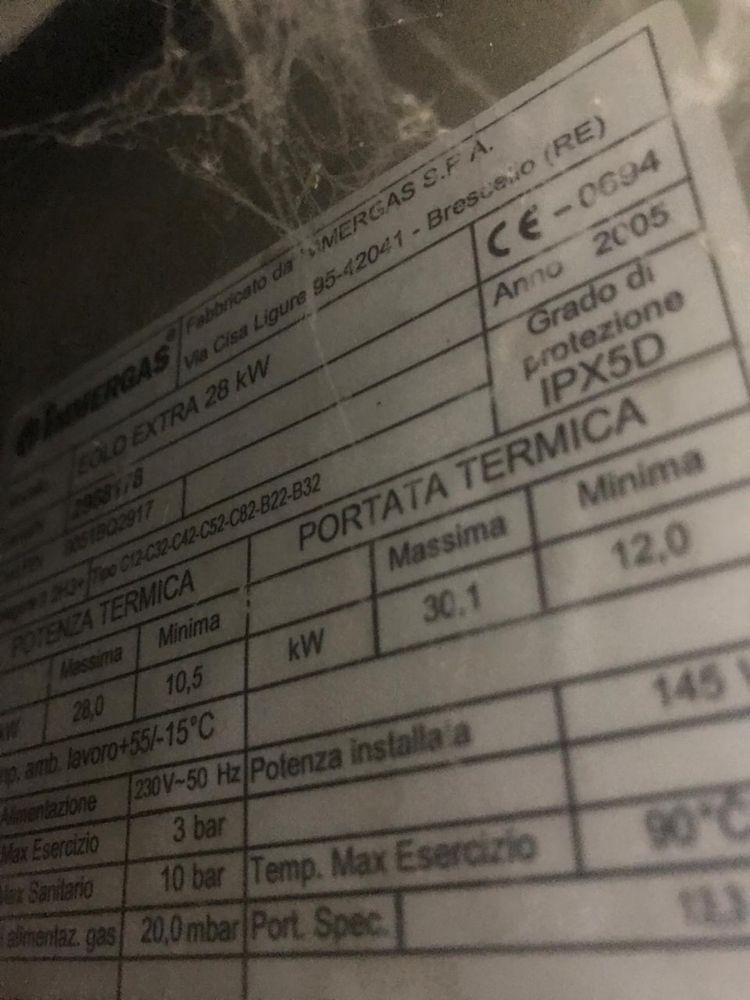 IMMERGAS® Fabbricato da IMMERGAS S.P.A.
Via Cisa Ligure 95-42041 - Brescello (RE)
EOLO EXTRA 28 kW
CE - 0694
Anno 2005
Grado di
protezione
IPX5D
0051BQ2917
Tipo C12-C32-C42-C52-C82-B22-B32
POTENZA TERMICA PORTATA TERMICA
Massima Minima Massima Minima
kW 28,0 10,5 kW 30,1 12,0
amb. lavoro+55/-15°C
Alimentazione 230V~50 Hz Potenza installata 145
Max Esercizio 3 bar
Max Sanitario 10 bar Temp. Max Esercizio 90°C
alimentaz. gas 20,0mbar Port. Spec.